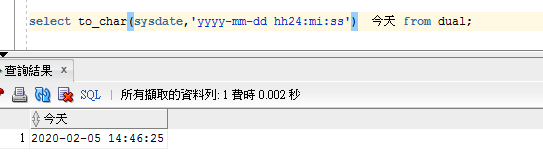 select to_char(sysdate,'yyyy-mm-dd hh24:mi:ss')  今天 from dual;
查詢結果 x
SQL | 所有擷取的資料列: 1 費時 0.002 秒
今天
1 2020-02-05 14:46:25